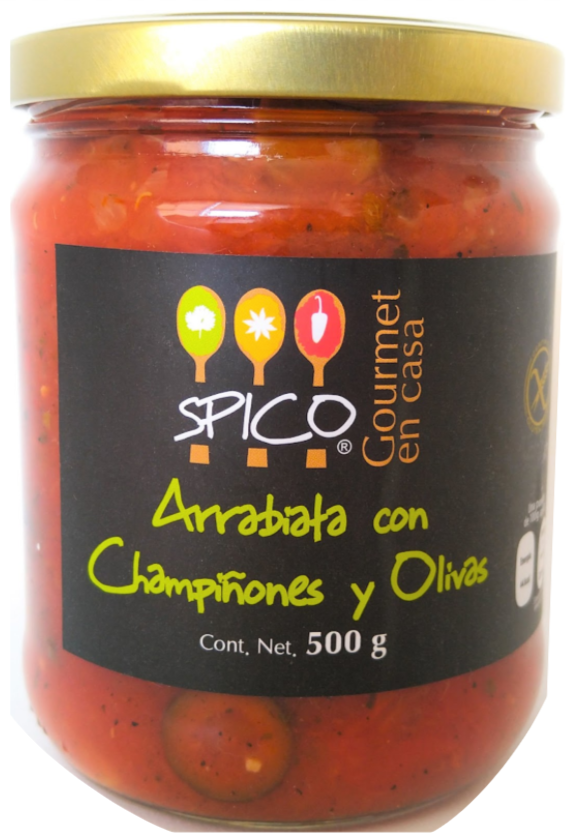 SPICO®
Gourmet
en casa
Arrabiata con
Champiñones y Olivas
Cont. Net. 500 g